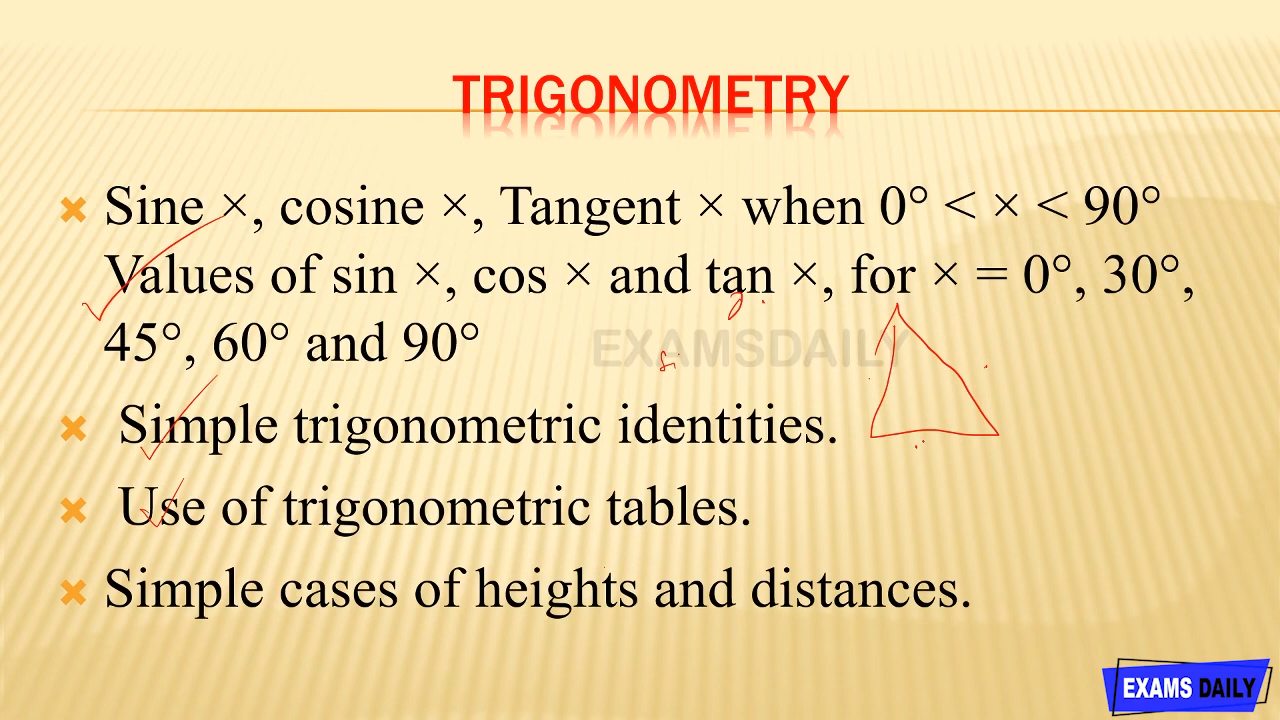 TRIGONOMETRY
Sine ×, cosine ×, Tangent × when 0° < × < 90°
Values of sin ×, cos × and tan ×, for × = 0°, 30°,
45°, 60° and 90°
EXAMSDAILY
Simple trigonometric identities.
Use of trigonometric tables.
Simple cases of heights and distances.
EXAMS DAILY